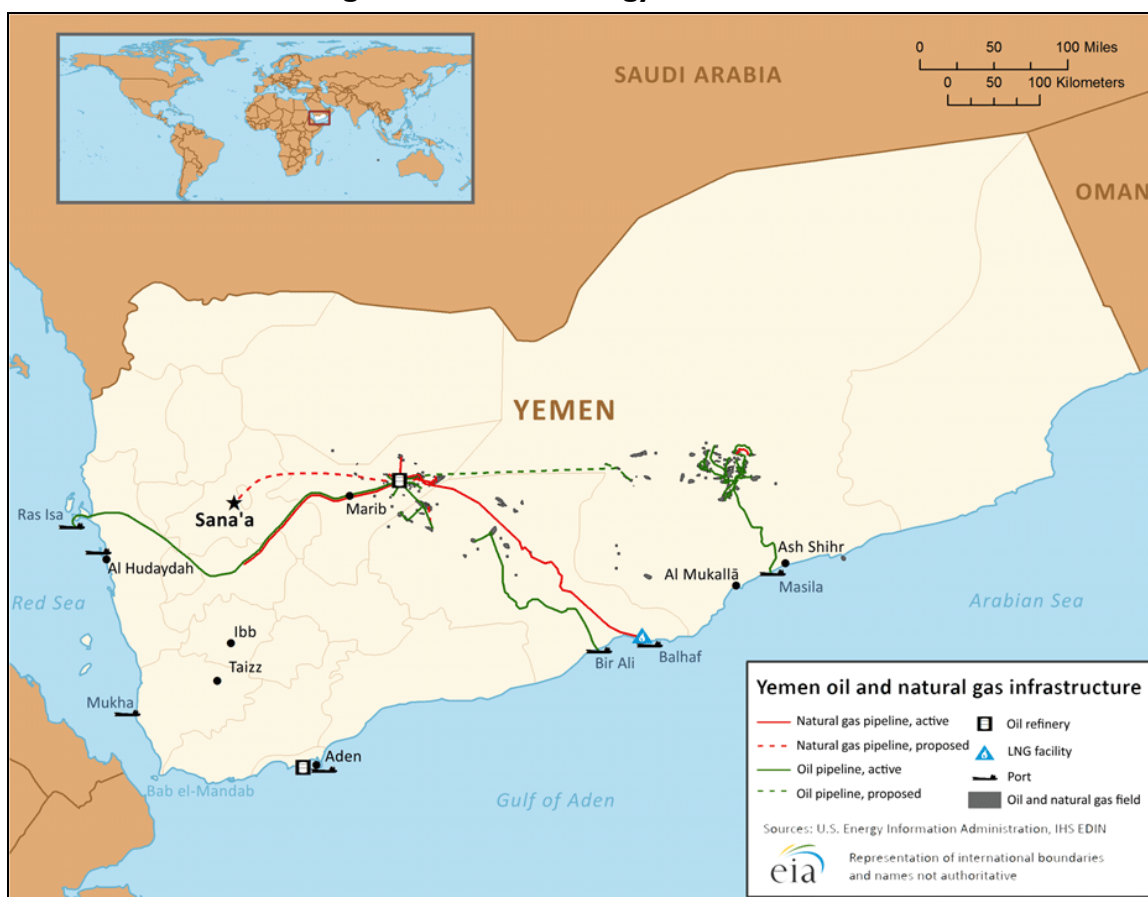 0 50 100 Miles
0 50 100 Kilometers
SAUDI ARABIA
OMAN
YEMEN
Sana'a
Marib
Ras Isa
Al Hudaydah
Red Sea
Ash Shihr
Al Mukallā
Masila
Arabian Sea
Ibb
Taizz
Bir Ali
Balhaf
Mukha
Aden
Bab el-Mandab
Gulf of Aden
Yemen oil and natural gas infrastructure
Natural gas pipeline, active
Natural gas pipeline, proposed
Oil pipeline, active
Oil pipeline, proposed
Oil refinery
LNG facility
Port
Oil and natural gas field
Sources: U.S. Energy Information Administration, IHS EDIN
eia
Representation of international boundaries
and names not authoritative